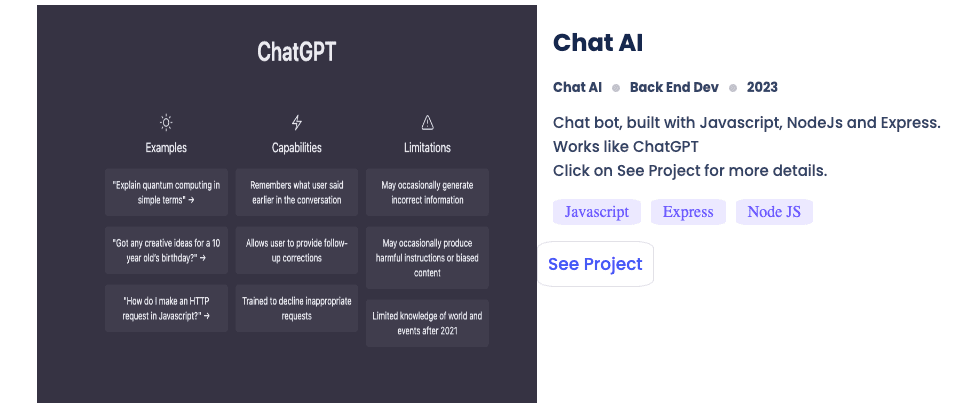 ChatGPT
Examples
"Explain quantum computing in
simple terms" →
"Got any creative ideas for a 10
year old's birthday?" →
"How do I make an HTTP
request in Javascript?" →
Capabilities
Remembers what user said
earlier in the conversation
Allows user to provide follow-
up corrections
Trained to decline inappropriate
requests
Limitations
May occasionally generate
incorrect information
May occasionally produce
harmful instructions or biased
content
Limited knowledge of world and
events after 2021
Chat AI
Chat AI ● Back End Dev ● 2023
Chat bot, built with Javascript, NodeJs and Express.
Works like ChatGPT
Click on See Project for more details.
Javascript Express Node JS
See Project